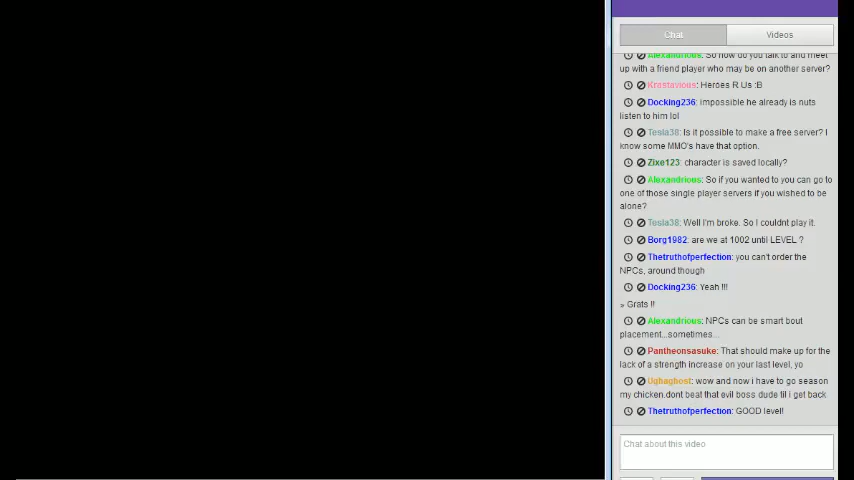 Chat
Videos
Alexandrious: So how do you talk to and meet
up with a friend player who may be on another server?
Krostavious: Heroes R Us :B
Docking236: impossible he already is nuts
listen to him lol
Tesla38: Is it possible to make a free server? I
know some MMO's have that option.
Zixe123: character is saved locally?
Alexandrious: So if you wanted to you can go to
one of those single player servers if you wished to be
alone?
Tesla38: Well I'm broke. So I couldnt play it.
Borg1982: are we at 1002 until LEVEL ?
Thetruthofperfection: you can't order the
NPCs, around though
Docking236: Yeah !!!
» Grats !!
Alexandrious: NPCs can be smart bout
placement...sometimes...
Pantheonsasuke: That should make up for the
lack of a strength increase on your last level, yo
Ughaghost: wow and now i have to go season
my chicken.dont beat that evil boss dude til I get back
Thetruthofperfection: GOOD level!
Chat about this video